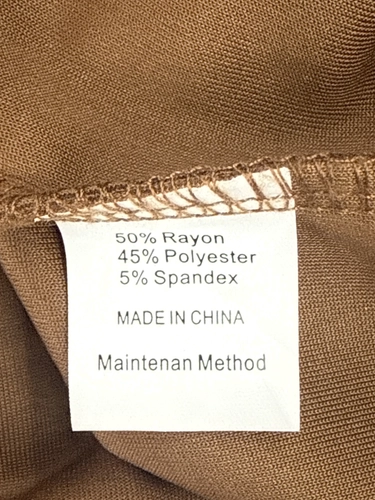 50% Rayon
45% Polyester
5% Spandex
MADE IN CHINA
Maintenan Method